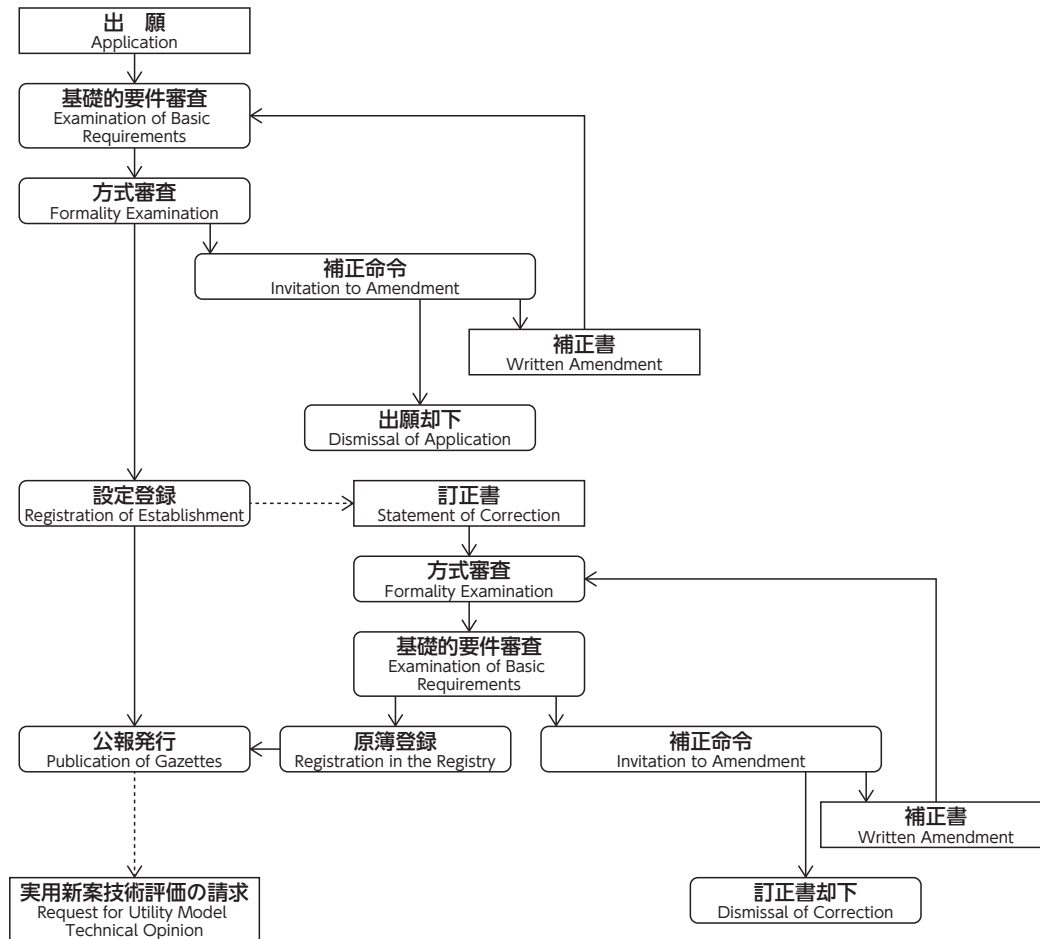 出　願
Application
基礎的要件審査
Examination of Basic
Requirements
方式審査
Formality Examination
補正命令
Invitation to Amendment
補正書
Written Amendment
出願却下
Dismissal of Application
設定登録
Registration of Establishment
訂正書
Statement of Correction
方式審査
Formality Examination
基礎的要件審査
Examination of Basic
Requirements
公報発行
Publication of Gazettes
原簿登録
Registration in the Registry
補正命令
Invitation to Amendment
補正書
Written Amendment
実用新案技術評価の請求
Request for Utility Model
Technical Opinion
訂正書却下
Dismissal of Correction